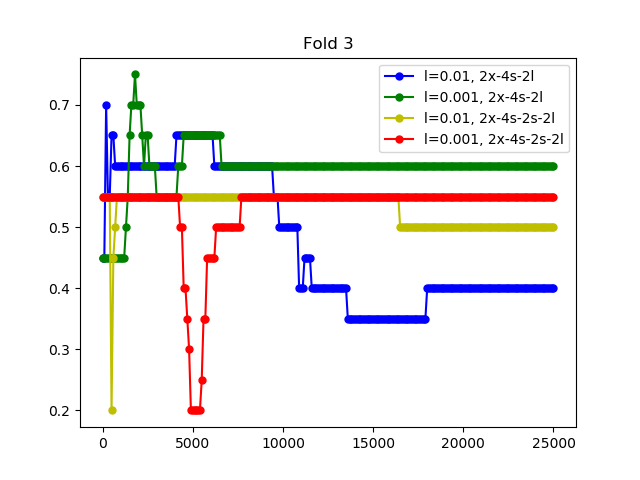 Fold 3
l=0.01, 2x-4s-2l
l=0.001, 2x-4s-2l
l=0.01, 2x-4s-2s-2l
l=0.001, 2x-4s-2s-2l
0.7
0.6
0.5
0.4
0.3
0.2
0 5000 10000 15000 20000 25000